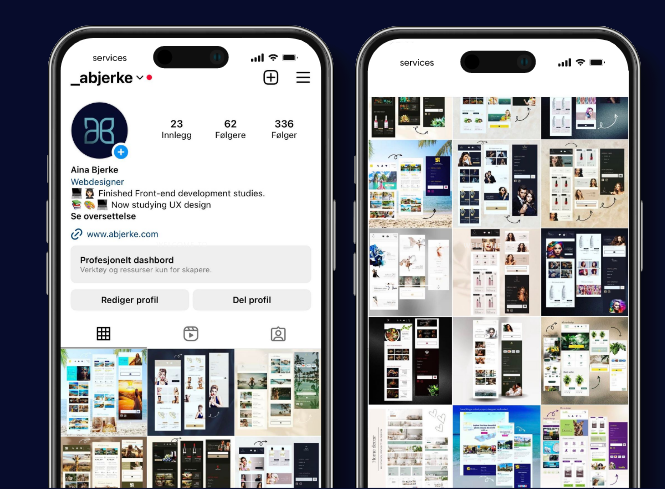 services
_abjerke
23
Innlegg
62
Følgere
336
Følger
Aina Bjerke
Webdesigner
Finished Front-end development studies.
Now studying UX design
Se oversettelse
www.abjerke.com
Profesjonelt dashbord
Verktøy og ressurser kun for skapere.
Rediger profil
Del profil
services